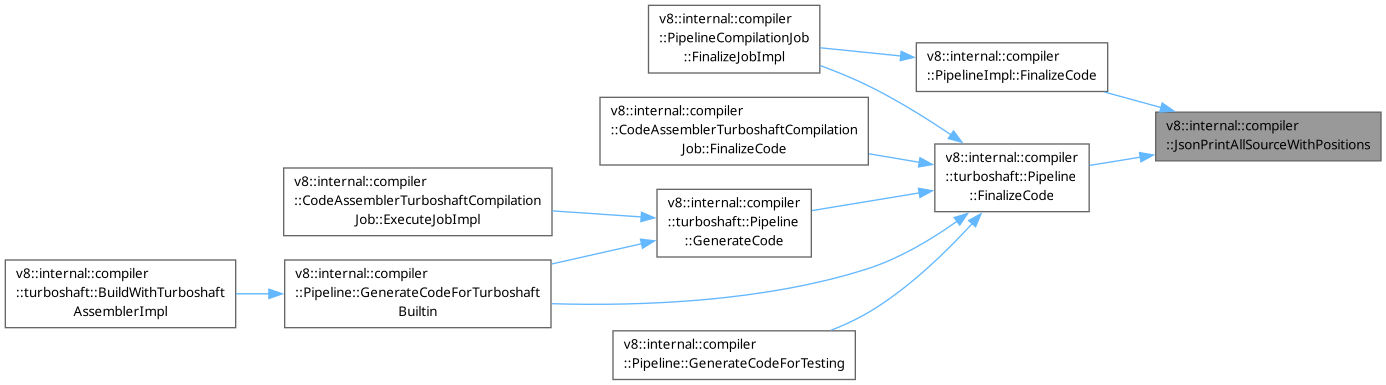 v8::internal::compiler
::PipelineCompilationJob
::FinalizeJobImpl
v8::internal::compiler
::PipelineImpl::FinalizeCode
v8::internal::compiler
::CodeAssemblerTurboshaftCompilation
Job::FinalizeCode
v8::internal::compiler
::JsonPrintAllSourceWithPositions
v8::internal::compiler
::turboshaft::Pipeline
::FinalizeCode
v8::internal::compiler
::CodeAssemblerTurboshaftCompilation
Job::ExecuteJobImpl
v8::internal::compiler
::turboshaft::Pipeline
::GenerateCode
v8::internal::compiler
::turboshaft::BuildWithTurboshaft
AssemblerImpl
v8::internal::compiler
::Pipeline::GenerateCodeForTurboshaft
Builtin
v8::internal::compiler
::Pipeline::GenerateCodeForTesting